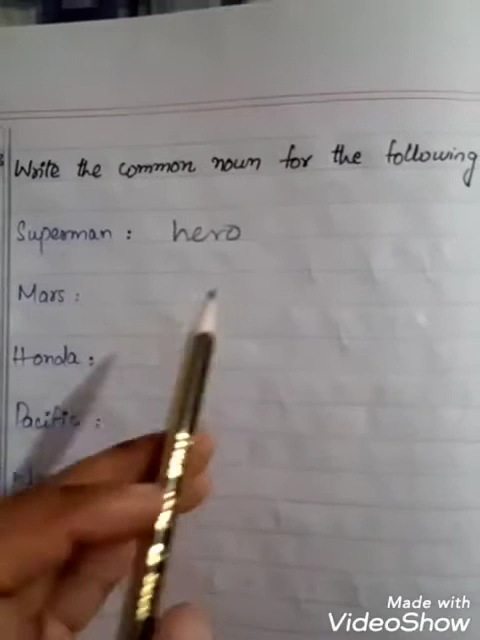 Write the common noun for the following
Superman : hero
Mars :
Honda :
Pacific :
Made with
VideoShow